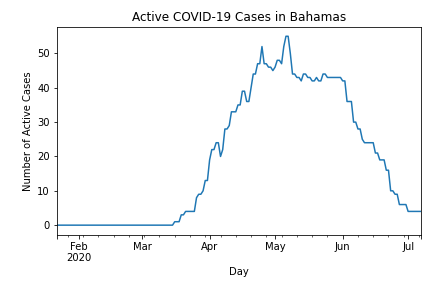 Active COVID-19 Cases in Bahamas
Number of Active Cases
50
40
30
20
10
0
Feb Mar Apr May Jun Jul
2020
Day